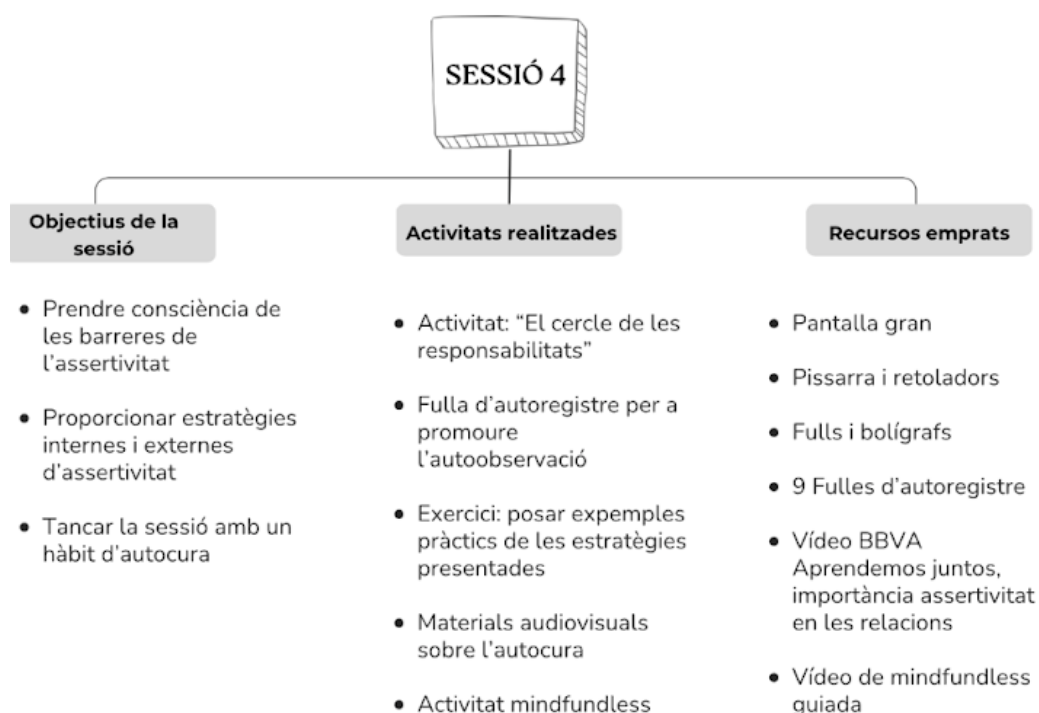 SESSIÓ 4
Objectius de la
sessió
Prendre consciència de
les barreres de
l'assertivitat
Proporcionar estratègies
internes i externes
d'assertivitat
Tancar la sessió amb un
hàbit d'autocura
Activitats realitzades
Activitat: "El cercle de les
responsabilitats"
Fulla d'autoregistre per a
promoure
l'autoobservació
Exercici: posar expemples
pràctics de les estratègies
presentades
Materials audiovisuals
sobre l'autocura
Activitat mindfundless
Recursos emprats
Pantalla gran
Pissarra i retoladors
Fulls i bolígrafs
9 Fulles d'autoregistre
Vídeo BBVA
Aprendemos juntos,
importància assertivitat
en les relacions
Vídeo de mindfundless
guiada